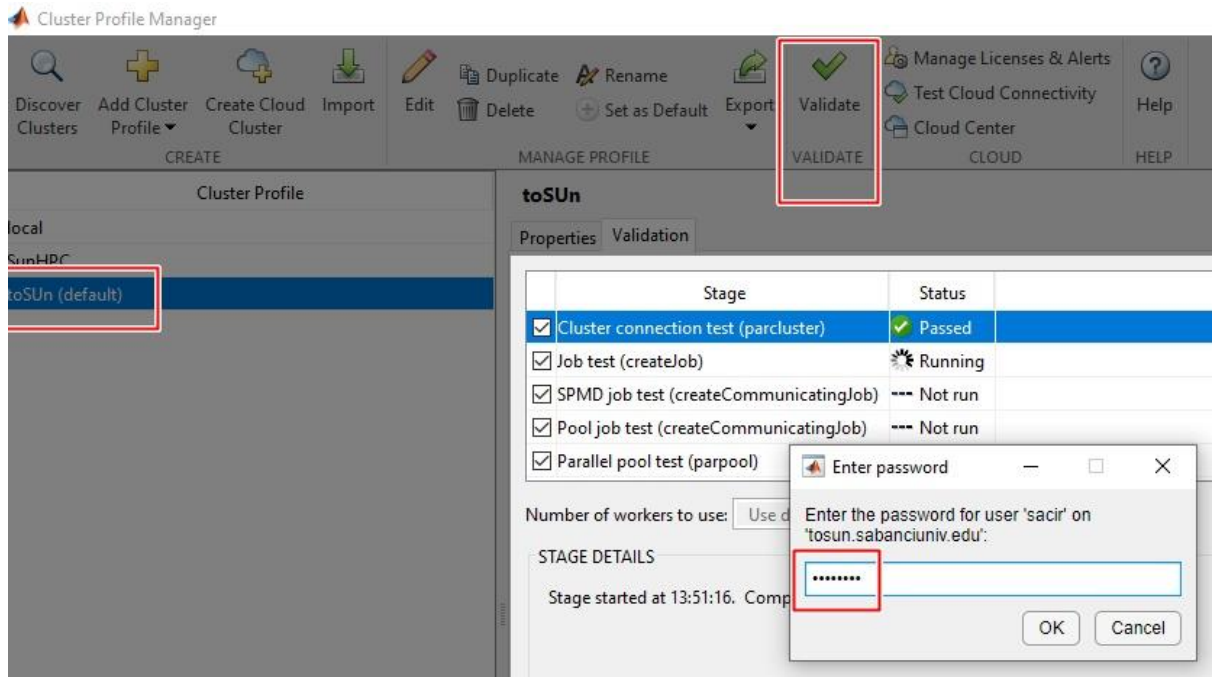 Cluster Profile Manager
Discover Clusters
Add Cluster Profile
Create Cloud Cluster
Import
Edit
Duplicate
Delete
Rename
Set as Default
Export
Validate
Manage Licenses & Alerts
Test Cloud Connectivity
Cloud Center
Help
CREATE
MANAGE PROFILE
VALIDATE
CLOUD
HELP
Cluster Profile
local
SunHPC
toSUn (default)
toSUn
Properties
Validation
Stage Status
Cluster connection test (parcluster) Passed
Job test (createJob) Running
SPMD job test (createCommunicatingJob) --- Not run
Pool job test (createCommunicatingJob) --- Not run
Parallel pool test (parpool)
Number of workers to use: Use d
STAGE DETAILS
Stage started at 13:51:16. Comp
Enter password
Enter the password for user 'sacir' on
'tosun.sabanciuniv.edu':
••••••••
OK
Cancel